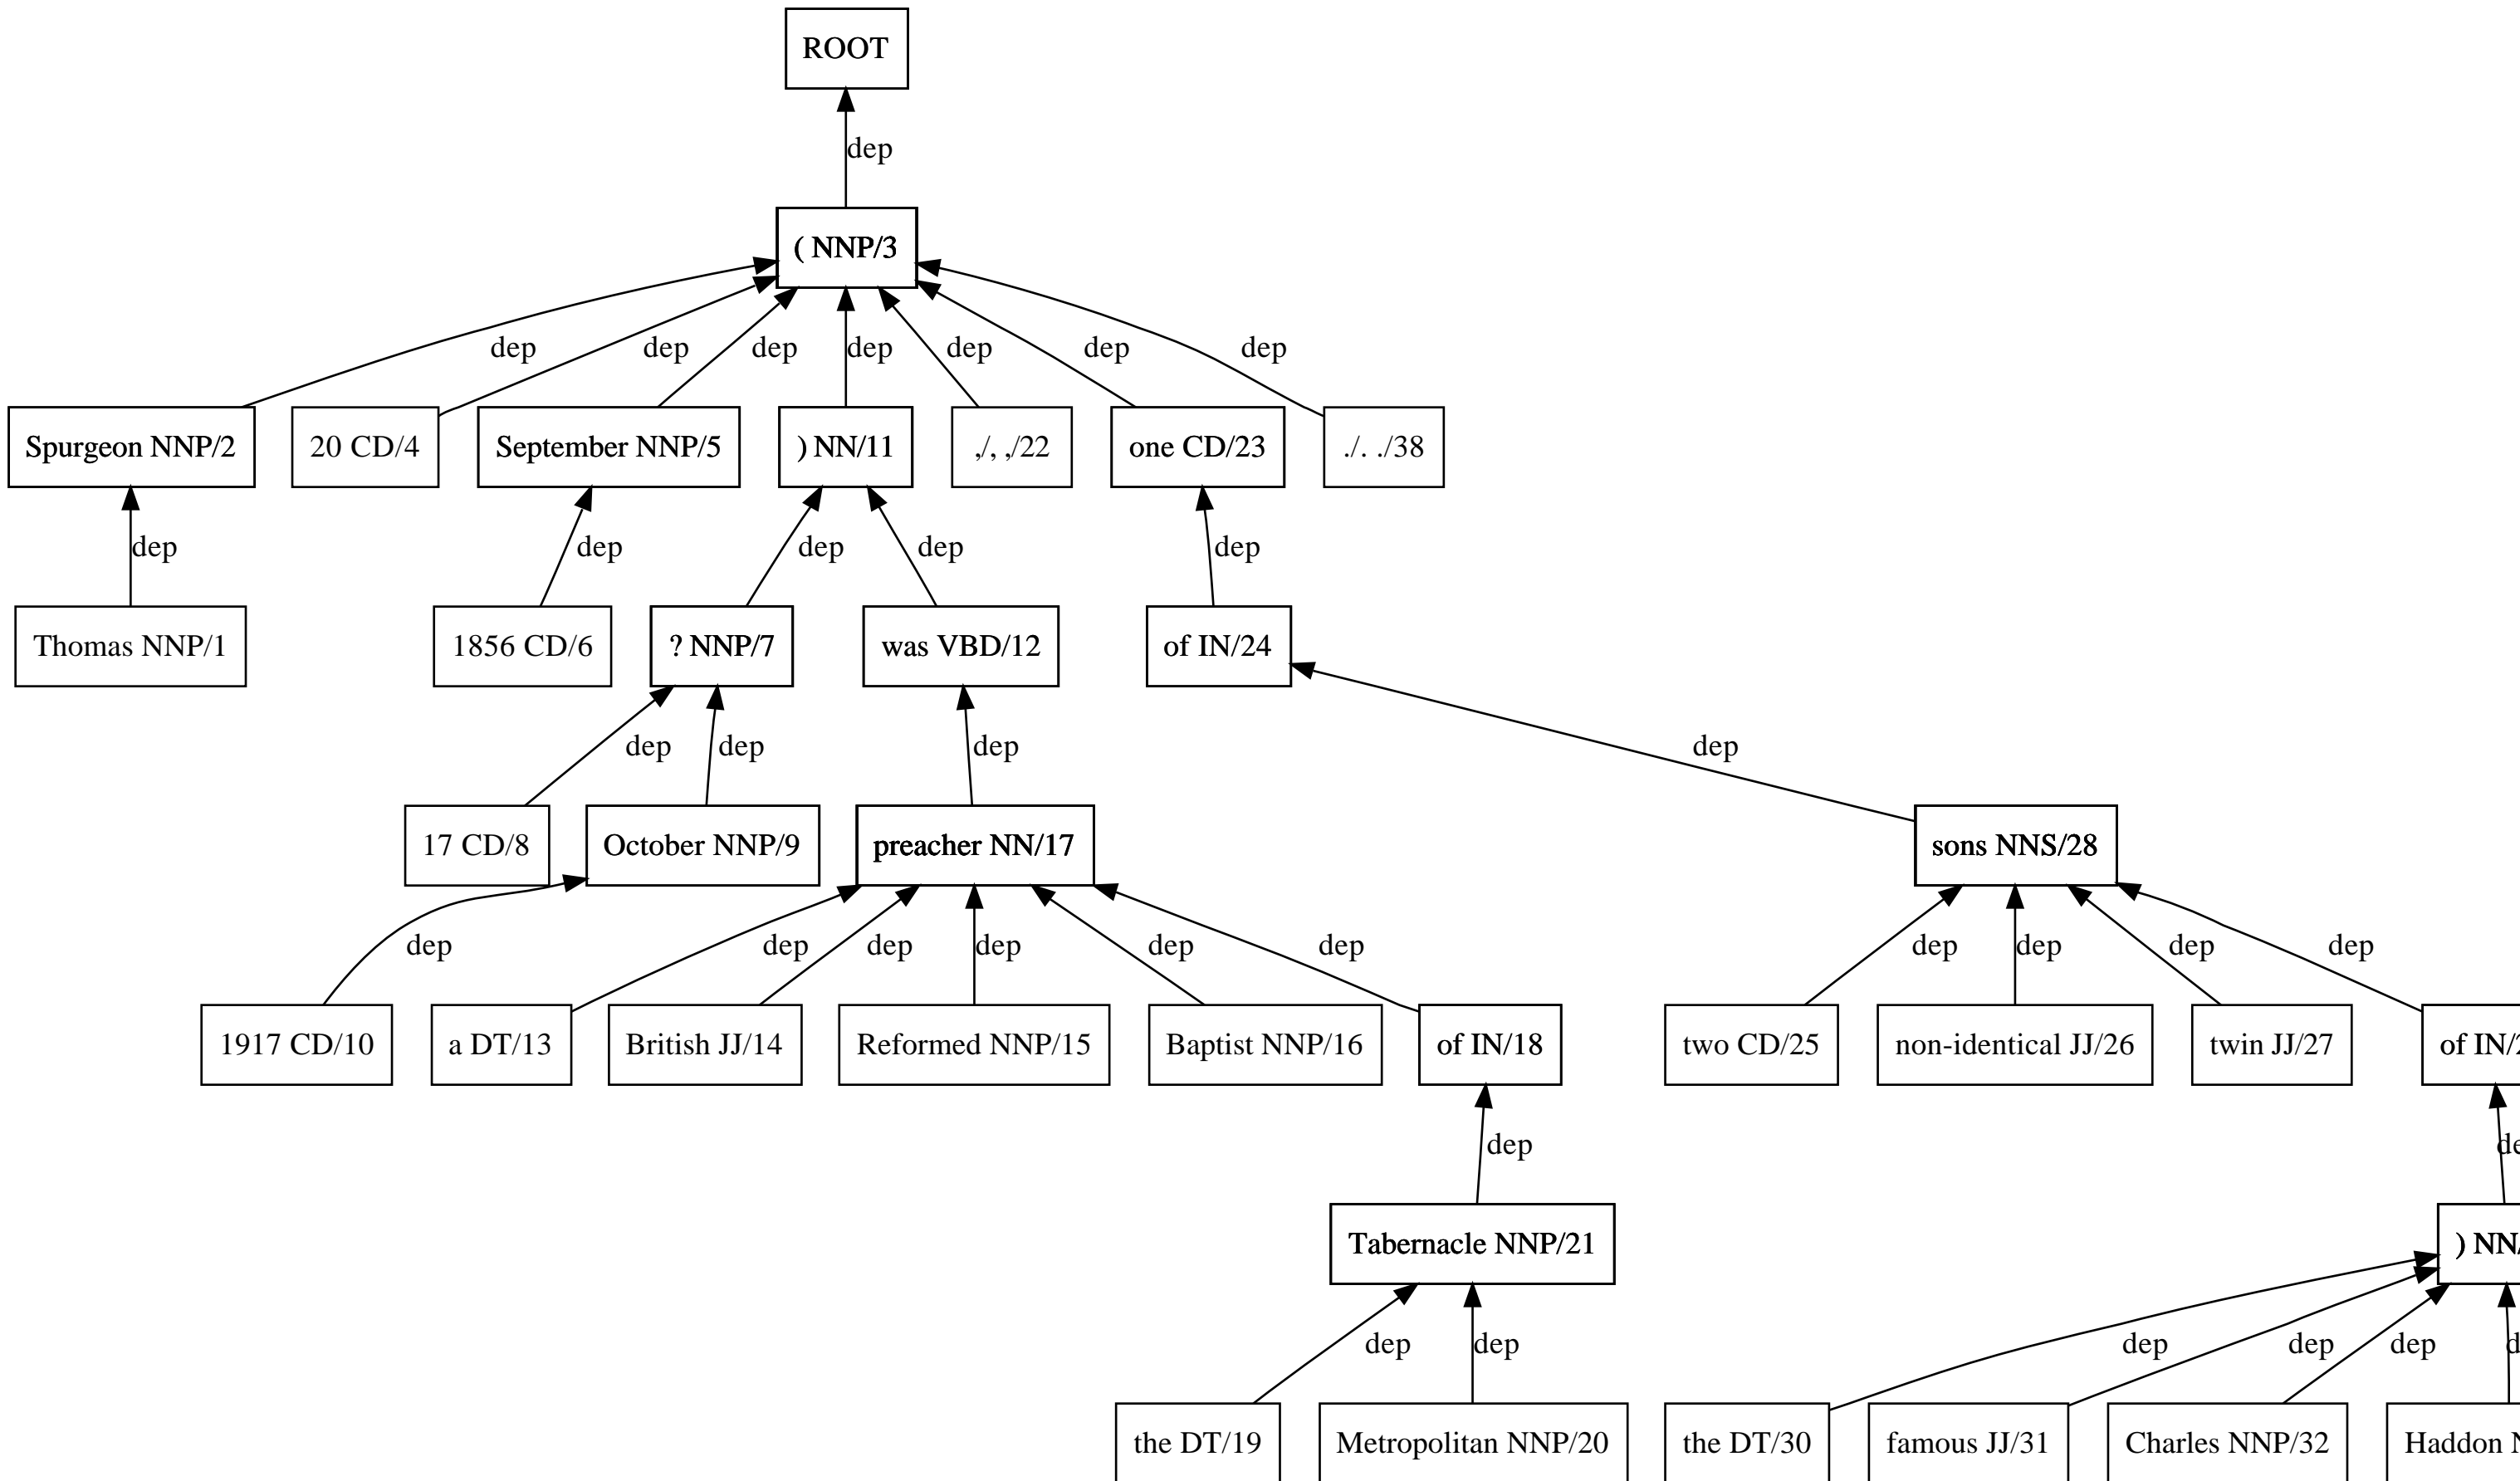 ROOT
dep
( NNP/3
dep dep dep dep dep dep dep
Spurgeon NNP/2 20 CD/4 September NNP/5 ) NN/11 ,/, ,/22 one CD/23 ./. ./38
dep dep dep dep dep
Thomas NNP/1 1856 CD/6 ? NNP/7 was VBD/12 of IN/24
dep dep dep dep
17 CD/8 October NNP/9 preacher NN/17 sons NNS/28
dep dep dep dep dep dep dep dep dep dep
1917 CD/10 a DT/13 British JJ/14 Reformed NNP/15 Baptist NNP/16 of IN/18 two CD/25 non-identical JJ/26 twin JJ/27 of
dep
Tabernacle NNP/21 )
dep dep dep dep dep
the DT/19 Metropolitan NNP/20 the DT/30 famous JJ/31 Charles NNP/32 Haddon